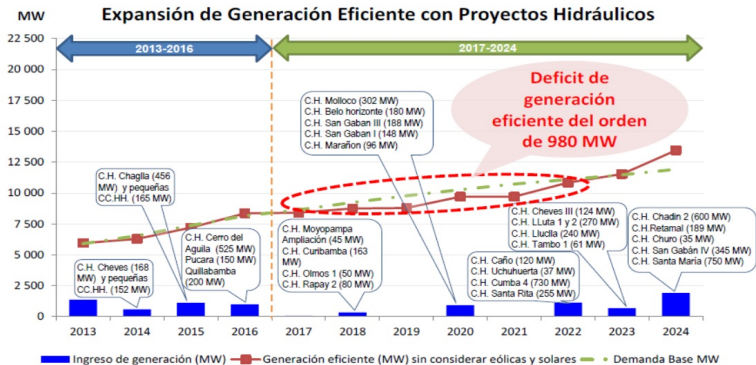 MW
Expansión de Generación Eficiente con Proyectos Hidráulicos
22 500
20 000
17 500
15 000
12 500
10 000
7 500
5 000
2 500
0
2013-2016
2017-2024
Deficit de
generación
eficiente del orden
de 980 MW
C.H. Molloco (302 MW)
C.H. Belo horizonte (180 MW)
C.H. San Gaban III (188 MW)
C.H. San Gaban I (148 MW)
C.H. Marañon (96 MW)
C.H. Chaglla (456
MW) y pequeñas
CC.HH. (165 MW)
C.H. Cheves (168
MW) y pequeñas
CC.HH. (152 MW)
C.H. Cerro del
Aguila (525 MW)
Pucara (150 MW)
Quillabamba
(200 MW)
C.H. Moyopampa
Ampliación (45 MW)
C.H. Curibamba (163
MW)
C.H. Olmos 1 (50 MW)
C.H. Rapay 2 (80 MW)
C.H. Caño (120 MW)
C.H. Uchuhuerta (37 MW)
C.H. Cumba 4 (730 MW)
C.H. Santa Rita (255 MW)
C.H. Cheves III (124 MW)
C.H. Lluta 1 y 2 (270 MW)
C.H. Lluclla (240 MW)
C.H. Tambo 1 (61 MW)
C.H. Chadin 2 (600 MW)
C.H.Retamal (189 MW)
C.H. Churo (35 MW)
C.H. San Gabán IV (345 MW)
C.H. Santa María (750 MW)
2013 2014 2015 2016 2017 2018 2019 2020 2021 2022 2023 2024
Ingreso de generación (MW) Generación eficiente (MW) sin considerar eólicas y solares Demanda Base MW